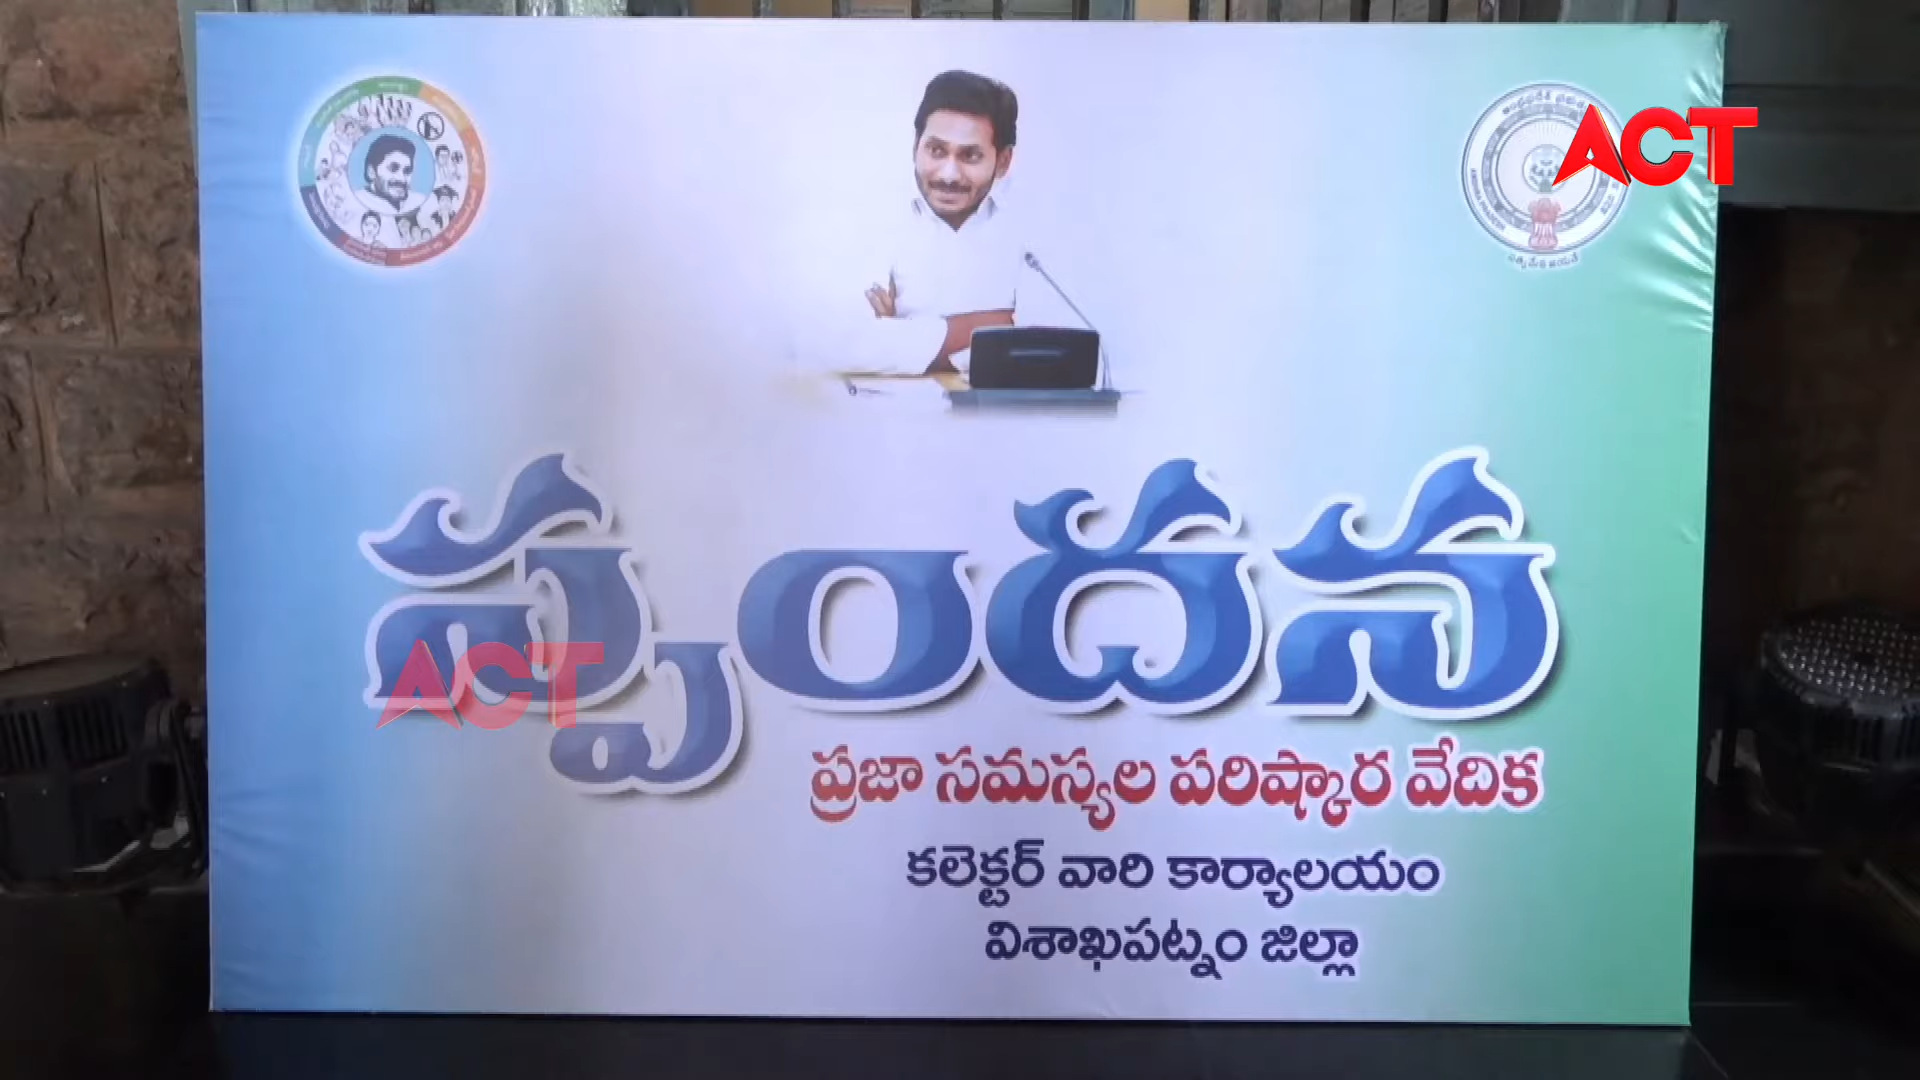 ACT
స్పందన
ACT
ప్రజా సమస్యల పరిష్కార వేదిక
కలెక్టర్ వారి కార్యాలయం
విశాఖపట్నం జిల్లా